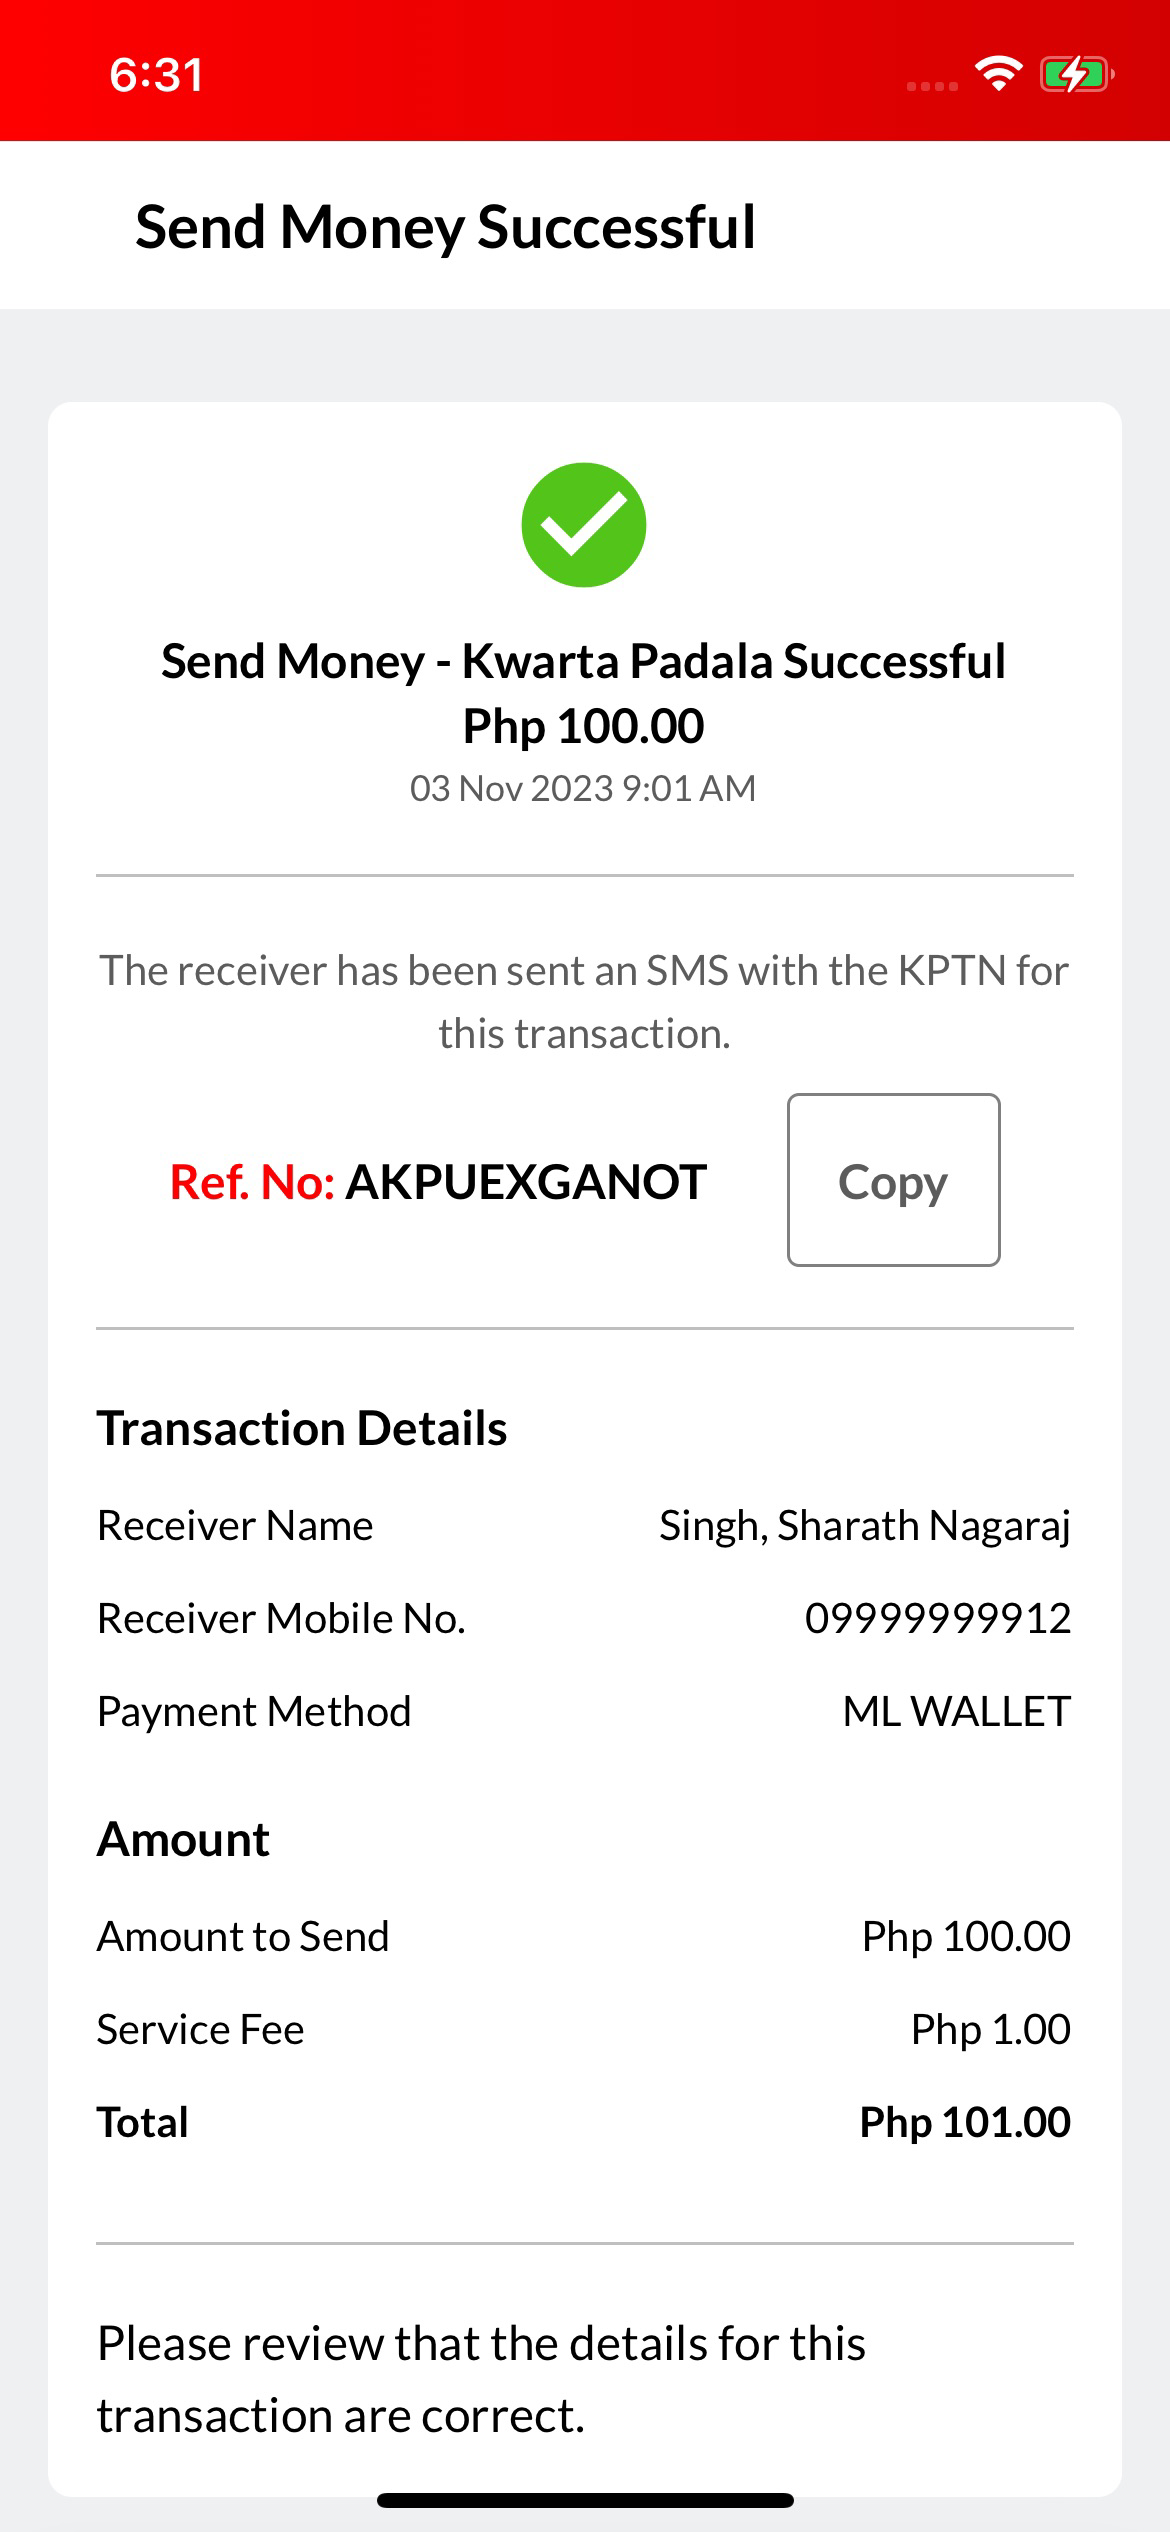 6:31
Send Money Successful
Send Money - Kwarta Padala Successful
Php 100.00
03 Nov 2023 9:01 AM
The receiver has been sent an SMS with the KPTN for
this transaction.
Ref. No: AKPUEXGANOT Copy
Transaction Details
Receiver Name Singh, Sharath Nagaraj
Receiver Mobile No. 09999999912
Payment Method ML WALLET
Amount
Amount to Send Php 100.00
Service Fee Php 1.00
Total Php 101.00
Please review that the details for this
transaction are correct.